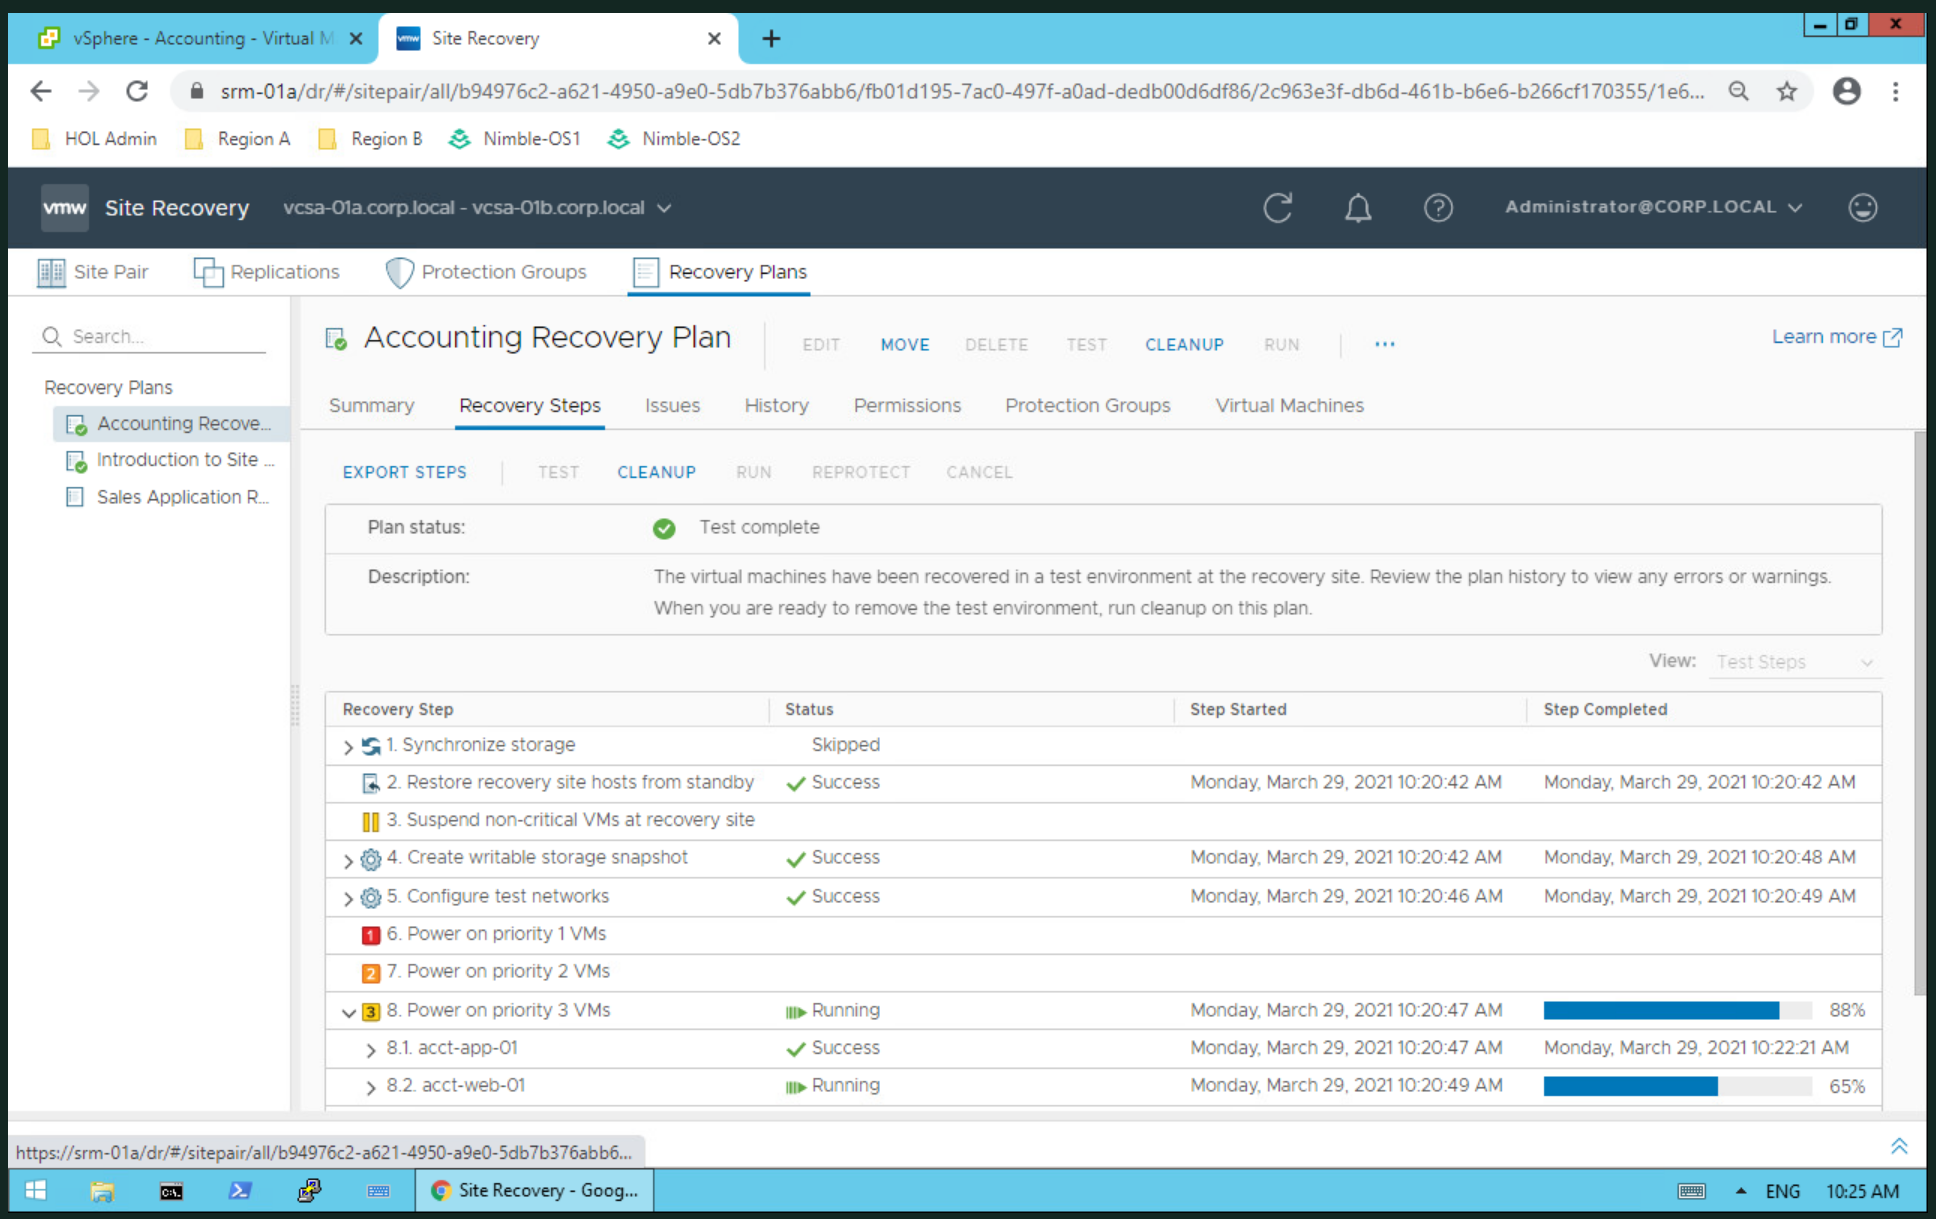 vSphere - Accounting - Virtual M
Site Recovery
srm-01a/dr/#/sitepair/all/b94976c2-a621-4950-a9e0-5db7b376abb6/fb01d195-7ac0-497f-a0ad-dedb00d6df86/2c963e3f-db6d-461b-b6e6-b266cf170355/1e6...
HOL Admin Region A Region B Nimble-OS1 Nimble-OS2
vmw Site Recovery vcsa-01a.corp.local - vcsa-01b.corp.local Administrator@CORP.LOCAL
Site Pair Replications Protection Groups Recovery Plans
Search...
Recovery Plans
Accounting Recove...
Introduction to Site ...
Sales Application R...
Accounting Recovery Plan EDIT MOVE DELETE TEST CLEANUP RUN ... Learn more
Summary Recovery Steps Issues History Permissions Protection Groups Virtual Machines
EXPORT STEPS TEST CLEANUP RUN REPROTECT CANCEL
Plan status: Test complete
Description: The virtual machines have been recovered in a test environment at the recovery site. Review the plan history to view any errors or warnings.
When you are ready to remove the test environment, run cleanup on this plan.
View: Test Steps
Recovery Step Status Step Started Step Completed
1. Synchronize storage Skipped
2. Restore recovery site hosts from standby Success Monday, March 29, 2021 10:20:42 AM Monday, March 29, 2021 10:20:42 AM
3. Suspend non-critical VMs at recovery site
4. Create writable storage snapshot Success Monday, March 29, 2021 10:20:42 AM Monday, March 29, 2021 10:20:48 AM
5. Configure test networks Success Monday, March 29, 2021 10:20:46 AM Monday, March 29, 2021 10:20:49 AM
1 6. Power on priority 1 VMs
2 7. Power on priority 2 VMs
3 8. Power on priority 3 VMs Running Monday, March 29, 2021 10:20:47 AM 88%
8.1. acct-app-01 Success Monday, March 29, 2021 10:20:47 AM Monday, March 29, 2021 10:22:21 AM
8.2. acct-web-01 Running Monday, March 29, 2021 10:20:49 AM 65%
https://srm-01a/dr/#/sitepair/all/b94976c2-a621-4950-a9e0-5db7b376abb6...
Site Recovery - Goog... ENG 10:25 AM